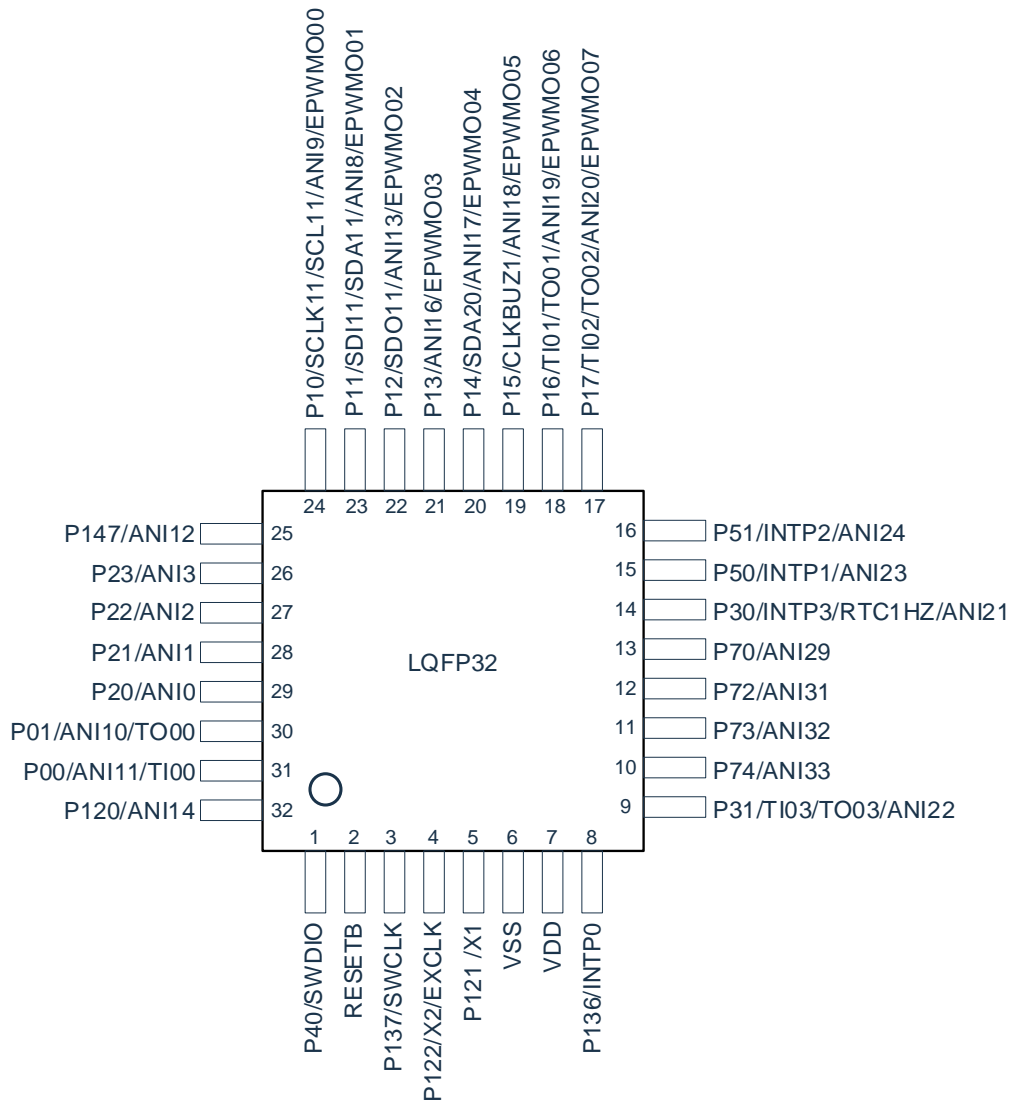 P10/SCLK11/SCL11/ANI9/EPWMO00
P11/SDI11/SDA11/ANI8/EPWMO01
P12/SDO11/ANI13/EPWMO02
P13/ANI16/EPWMO03
P14/SDA20/ANI17/EPWMO04
P15/CLKBUZ1/ANI18/EPWMO05
P16/TI01/TO01/ANI19/EPWMO06
P17/TI02/TO02/ANI20/EPWMO07
24 23 22 21 20 19 18 17
P147/ANI12 25
P23/ANI3 26
P22/ANI2 27
P21/ANI1 28
P20/ANI0 29
P01/ANI10/TO00 30
P00/ANI11/TI00 31
P120/ANI14 32
LQFP32
16 P51/INTP2/ANI24
15 P50/INTP1/ANI23
14 P30/INTP3/RTC1HZ/ANI21
13 P70/ANI29
12 P72/ANI31
11 P73/ANI32
10 P74/ANI33
9 P31/TI03/TO03/ANI22
1 2 3 4 5 6 7 8
P40/SWDIO
RESETB
P137/SWCLK
P122/X2/EXCLK
P121 /X1
VSS
VDD
P136/INTP0